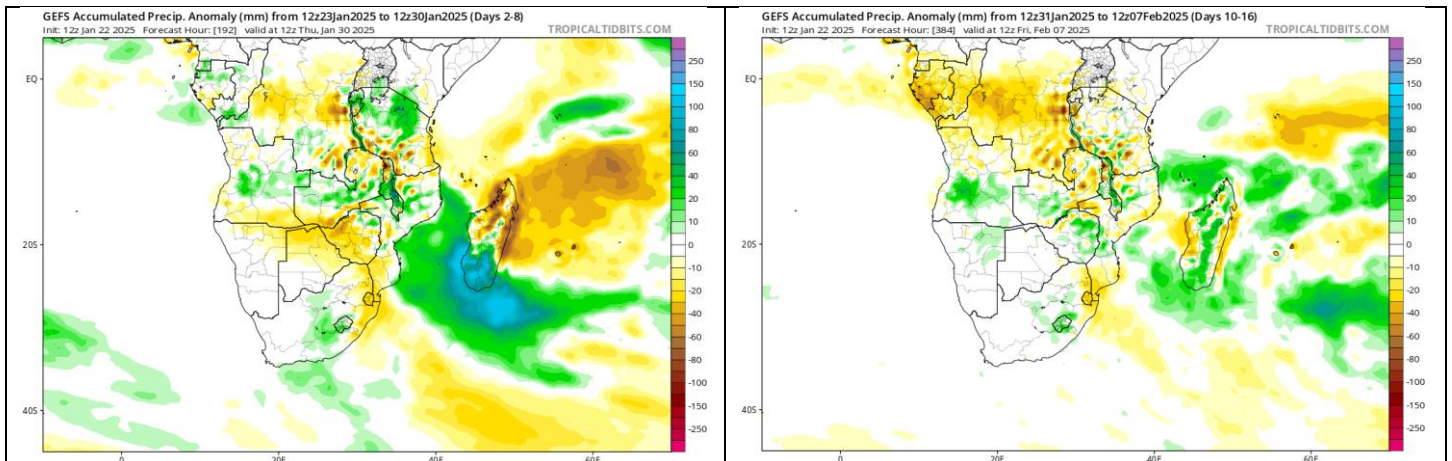 GEFS Accumulated Precip. Anomaly (mm) from 12z23Jan2025 to 12z30Jan2025 (Days 2-8)
Init: 12z Jan 22 2025 Forecast Hour: [192] valid at 12z Thu, Jan 30 2025 TROPICALTIDBITS.COM
EQ
20S
40S
0
20E
40E
60E
250
150
100
80
60
40
20
10
0
-10
-20
-40
-60
-80
-100
-150
-250
GEFS Accumulated Precip. Anomaly (mm) from 12z31Jan2025 to 12z07Feb2025 (Days 10-16)
Init: 12z Jan 22 2025 Forecast Hour: [384] valid at 12z Fri, Feb 07 2025 TROPICALTIDBITS.COM
EQ
20S
40S
0
20E
40E
60E
250
150
100
80
60
40
20
10
0
-10
-20
-40
-60
-80
-100
-150
-250